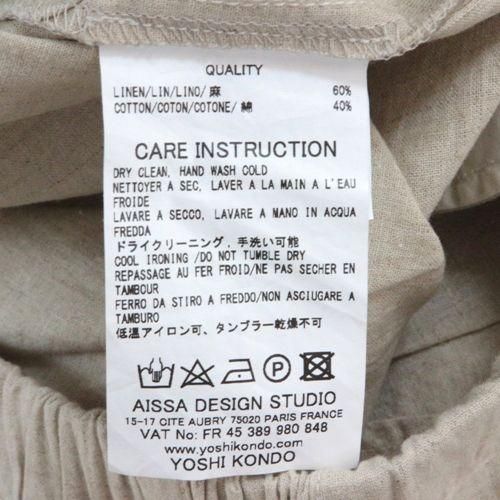 QUALITY
LINEN/LIN/LINO/麻 60%
COTTON/COTON/COTONE/綿 40%
CARE INSTRUCTION
DRY CLEAN, HAND WASH COLD
NETTOYER A SEC, LAVER A LA MAIN A L'EAU
FROIDE
LAVARE A SECCO, LAVARE A MANO IN ACQUA
FREDDA
ドライクリーニング, 手洗い可能
COOL IRONING /DO NOT TUMBLE DRY
REPASSAGE AU FER FROID/NE PAS SECHER EN
TAMBOUR
FERRO DA STIRO A FREDDO/NON ASCIUGARE A
TAMBURO
低温アイロン可、タンブラー乾燥不可
P
AISSA DESIGN STUDIO
15-17 CITE AUBRY 75020 PARIS FRANCE
VAT No: FR 45 389 980 848
www.yoshikondo.com
YOSHI KONDO